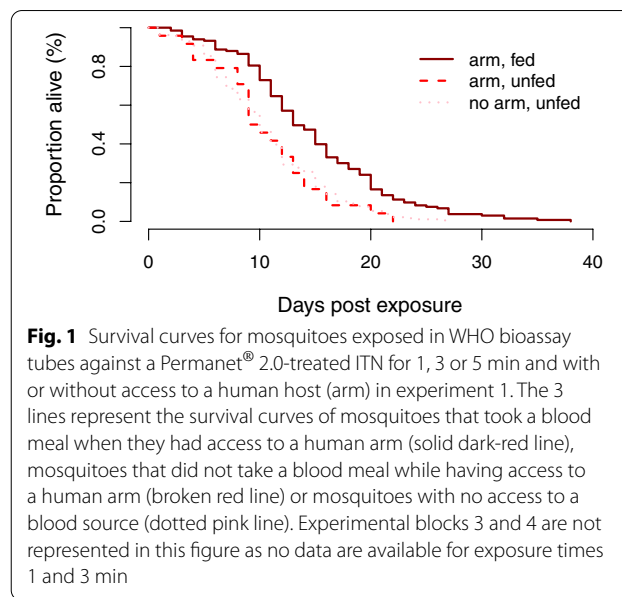 Proportion alive (%)
0.0
0.4
0.8
arm, fed
arm, unfed
no arm, unfed
0
10
20
30
40
Days post exposure
Fig. 1 Survival curves for mosquitoes exposed in WHO bioassay
tubes against a Permanet® 2.0-treated ITN for 1, 3 or 5 min and with
or without access to a human host (arm) in experiment 1. The 3
lines represent the survival curves of mosquitoes that took a blood
meal when they had access to a human arm (solid dark-red line),
mosquitoes that did not take a blood meal while having access to
a human arm (broken red line) or mosquitoes with no access to a
blood source (dotted pink line). Experimental blocks 3 and 4 are not
represented in this figure as no data are available for exposure times
1 and 3 min